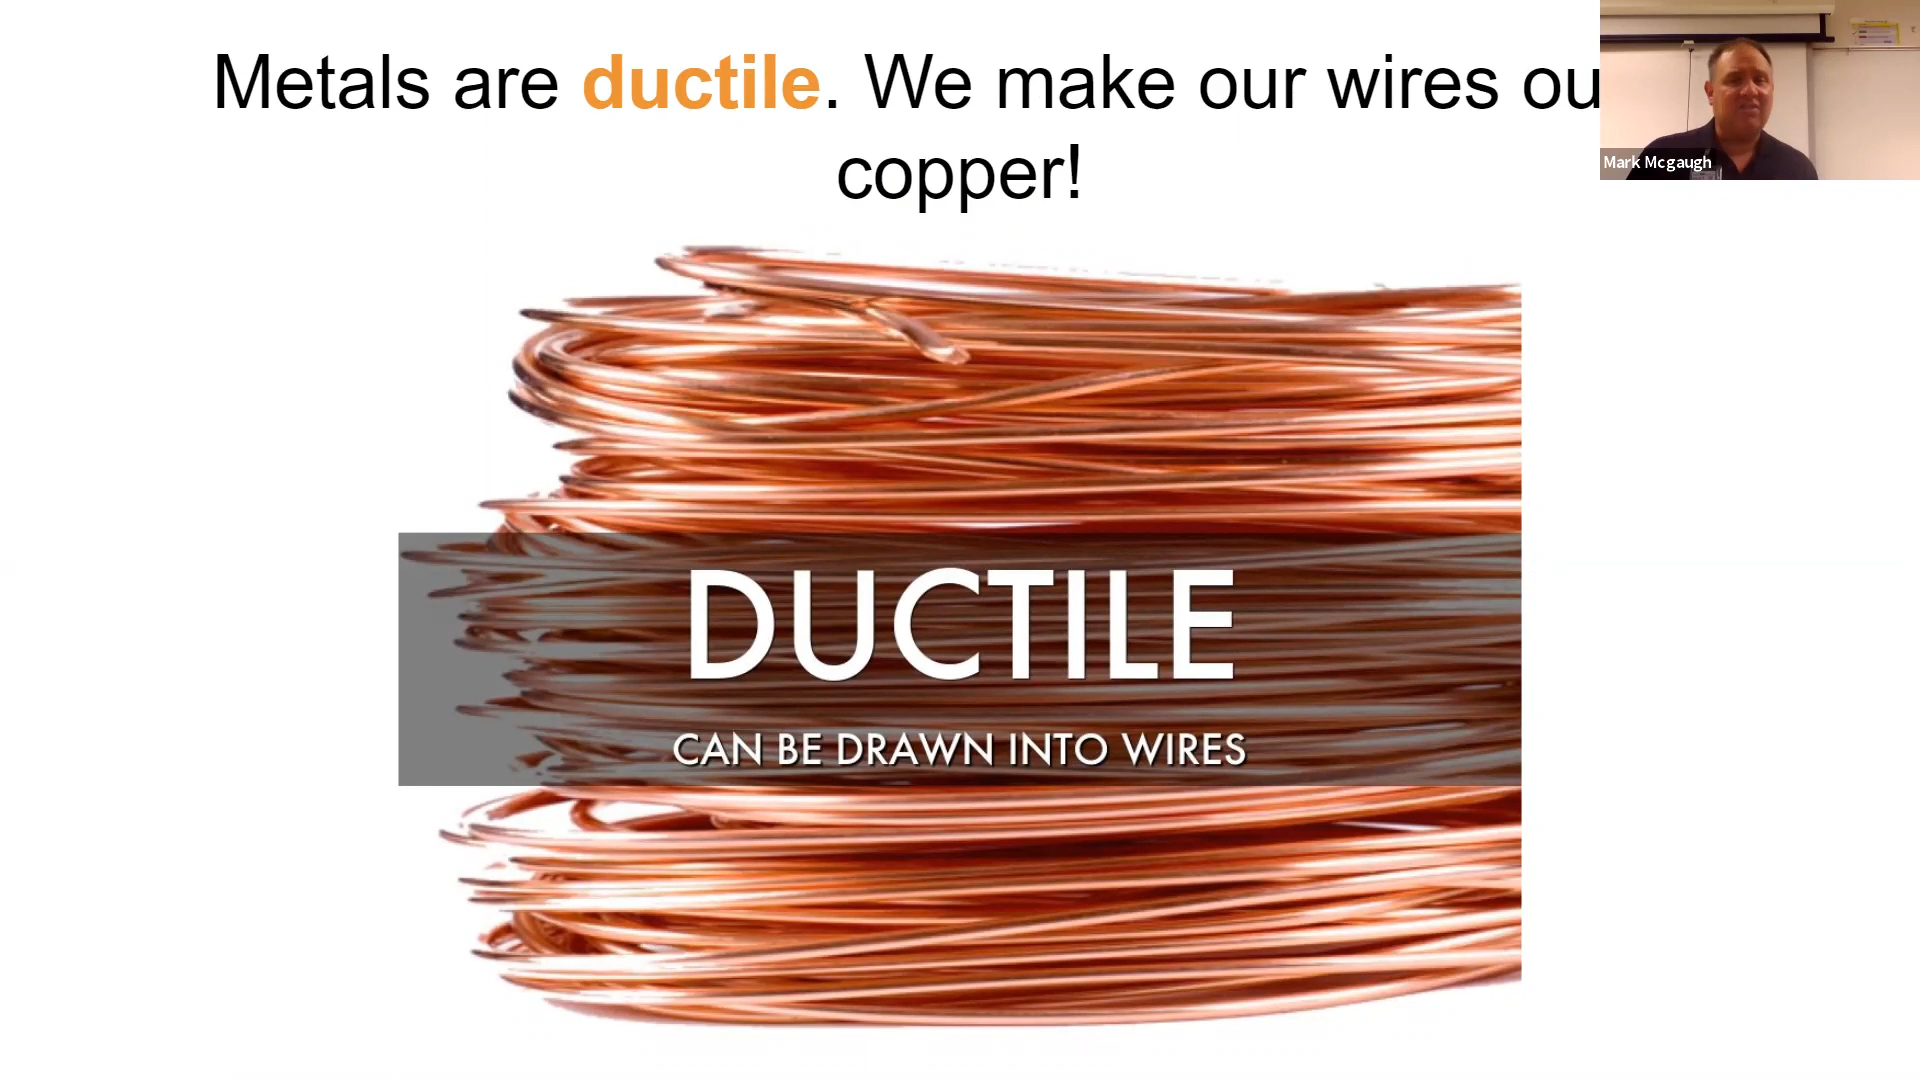 Metals are ductile. We make our wires ou
copper!
Mark Mcgaugh
DUCTILE
CAN BE DRAWN INTO WIRES